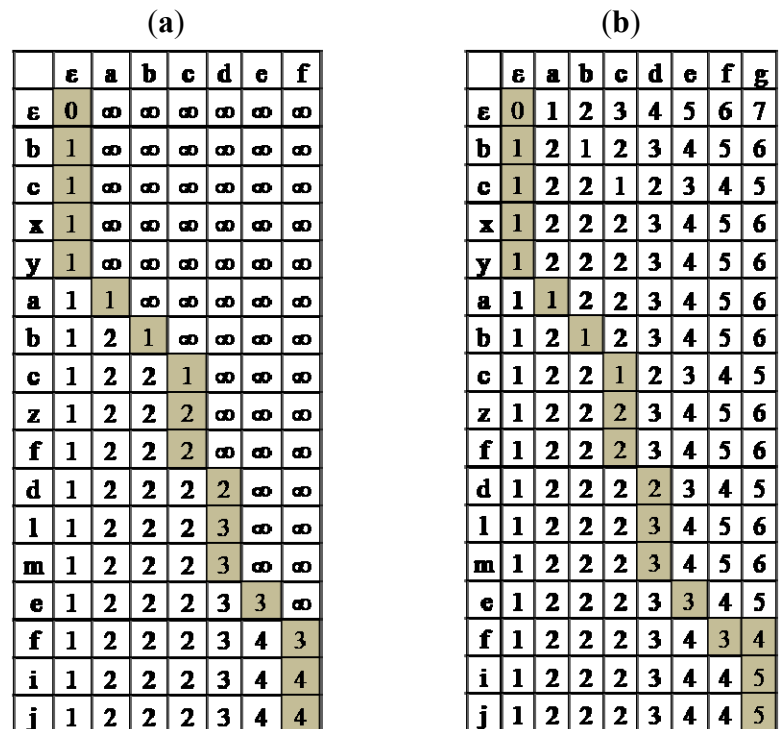 (a) (b)
ε a b c d e f
ε 0 ∞ ∞ ∞ ∞ ∞ ∞
b 1 ∞ ∞ ∞ ∞ ∞ ∞
c 1 ∞ ∞ ∞ ∞ ∞ ∞
x 1 ∞ ∞ ∞ ∞ ∞ ∞
y 1 ∞ ∞ ∞ ∞ ∞ ∞
a 1 1 ∞ ∞ ∞ ∞ ∞
b 1 2 1 ∞ ∞ ∞ ∞
c 1 2 2 1 ∞ ∞ ∞
z 1 2 2 2 ∞ ∞ ∞
f 1 2 2 2 ∞ ∞ ∞
d 1 2 2 2 2 ∞ ∞
l 1 2 2 2 3 ∞ ∞
m 1 2 2 2 3 ∞ ∞
e 1 2 2 2 3 3 ∞
f 1 2 2 2 3 4 3
i 1 2 2 2 3 4 4
j 1 2 2 2 3 4 4
ε a b c d e f g
ε 0 1 2 3 4 5 6 7
b 1 2 1 2 3 4 5 6
c 1 2 2 1 2 3 4 5
x 1 2 2 2 3 4 5 6
y 1 2 2 2 3 4 5 6
a 1 1 2 2 3 4 5 6
b 1 2 1 2 3 4 5 6
c 1 2 2 1 2 3 4 5
z 1 2 2 2 3 4 5 6
f 1 2 2 2 3 4 5 6
d 1 2 2 2 2 3 4 5
l 1 2 2 2 3 4 5 6
m 1 2 2 2 3 4 5 6
e 1 2 2 2 3 3 4 5
f 1 2 2 2 3 4 3 4
i 1 2 2 2 3 4 4 5
j 1 2 2 2 3 4 4 5